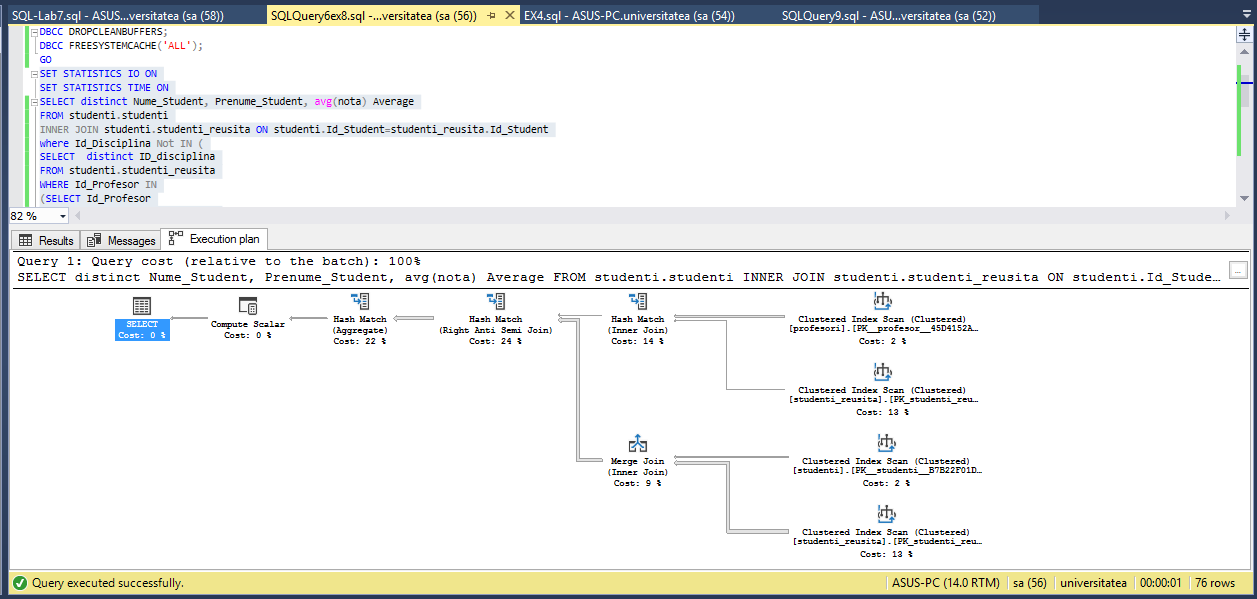 SQL-Lab7.sql - ASUS...versitatea (sa (58))
SQLQuery6ex8.sql -...versitatea (sa (56))
EX4.sql - ASUS-PC.universitatea (sa (54))
SQLQuery9.sql - ASU...versitatea (sa (52))
DBCC DROPCLEANBUFFERS;
DBCC FREESYSTEMCACHE('ALL');
GO
SET STATISTICS IO ON
SET STATISTICS TIME ON
SELECT distinct Nume_Student, Prenume_Student, avg(nota) Average
FROM studenti.studenti
INNER JOIN studenti.studenti_reusita ON studenti.Id_Student=studenti_reusita.Id_Student
where Id_Disciplina Not IN (
SELECT  distinct ID_disciplina
FROM studenti.studenti_reusita
WHERE Id_Profesor IN
(SELECT Id_Profesor
82 %
Results
Messages
Execution plan
Query 1: Query cost (relative to the batch): 100%
SELECT distinct Nume_Student, Prenume_Student, avg(nota) Average FROM studenti.studenti INNER JOIN studenti.studenti_reusita ON studenti.Id_Stude...
SELECT
Cost: 0 %
Compute Scalar
Cost: 0 %
Hash Match
(Aggregate)
Cost: 22 %
Hash Match
(Right Anti Semi Join)
Cost: 24 %
Hash Match
(Inner Join)
Cost: 14 %
Clustered Index Scan (Clustered)
[profesori].[PK__profesor__45D4152A...
Cost: 2 %
Clustered Index Scan (Clustered)
[studenti_reusita].[PK_studenti_reu...
Cost: 13 %
Merge Join
(Inner Join)
Cost: 9 %
Clustered Index Scan (Clustered)
[studenti].[PK__studenti__B7B22F01D...
Cost: 2 %
Clustered Index Scan (Clustered)
[studenti_reusita].[PK_studenti_reu...
Cost: 13 %
Query executed successfully.
ASUS-PC (14.0 RTM)
sa (56)
universitatea
00:00:01
76 rows